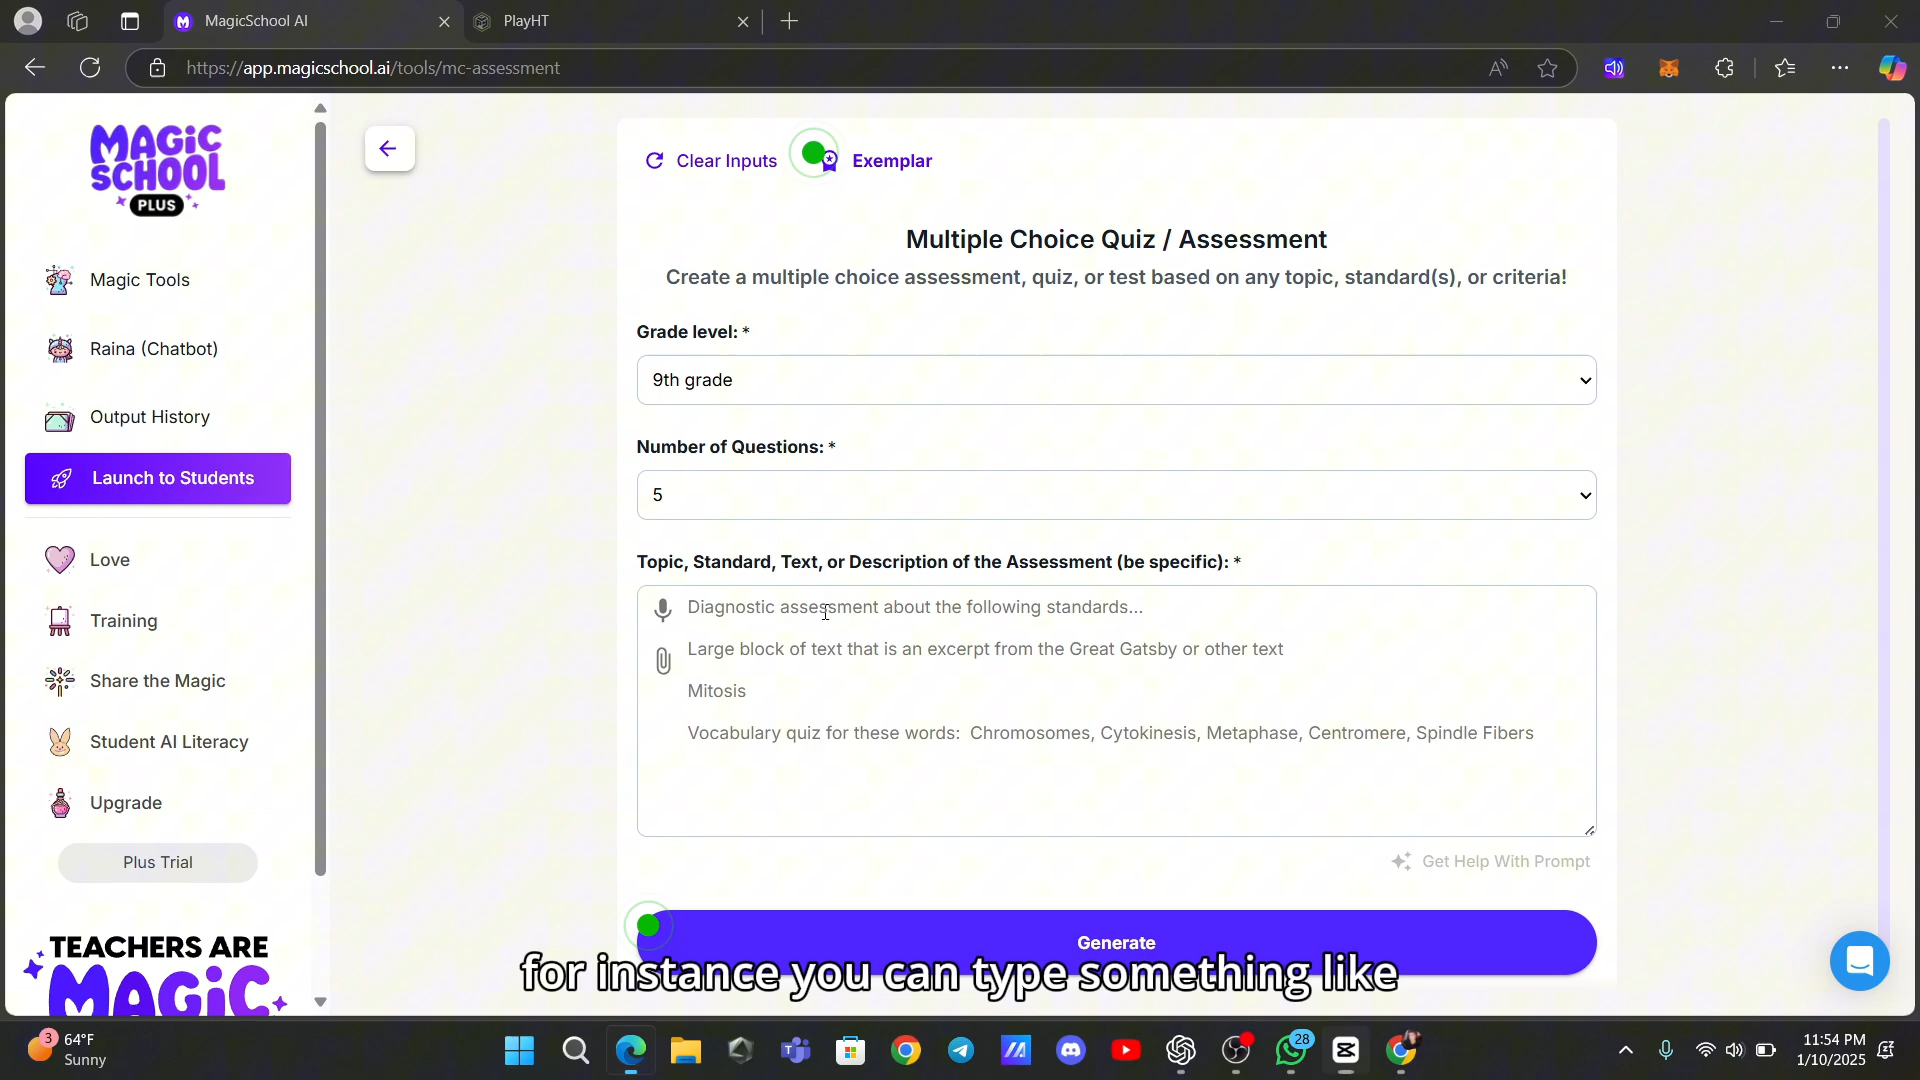 MagicSchool AI
PlayHT
https://app.magicschool.ai/tools/mc-assessment
MAGIC
SCHOOL
PLUS
Magic Tools
Raina (Chatbot)
Output History
Launch to Students
Love
Training
Share the Magic
Student AI Literacy
Upgrade
Plus Trial
TEACHERS ARE
MAGIC
Clear Inputs
Exemplar
Multiple Choice Quiz / Assessment
Create a multiple choice assessment, quiz, or test based on any topic, standard(s), or criteria!
Grade level: *
9th grade
Number of Questions: *
5
Topic, Standard, Text, or Description of the Assessment (be specific): *
Diagnostic assessment about the following standards...
Large block of text that is an excerpt from the Great Gatsby or other text
Mitosis
Vocabulary quiz for these words: Chromosomes, Cytokinesis, Metaphase, Centromere, Spindle Fibers
Get Help With Prompt
Generate
for instance you can type something like
3
64°F
Sunny
28
11:54 PM
1/10/2025